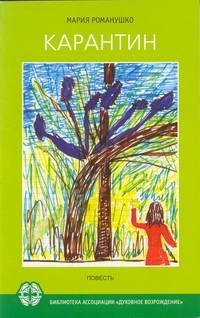 МАРИЯ РОМАНУШКО
КАРАНТИН
ПОВЕСТЬ
БИБЛИОТЕКА АССОЦИАЦИИ «ДУХОВНОЕ ВОЗРОЖДЕНИЕ»